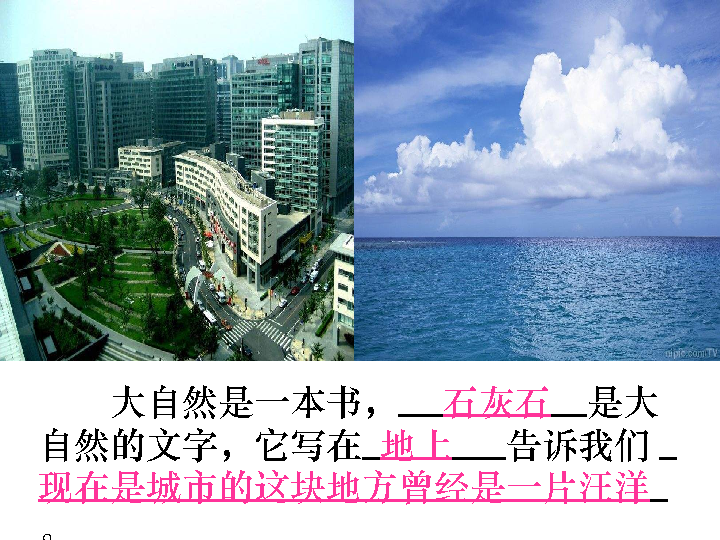 nipic.com/TV
大自然是一本书，__石灰石__是大
自然的文字，它写在_地上___告诉我们_
现在是城市的这块地方曾经是一片汪洋_
。